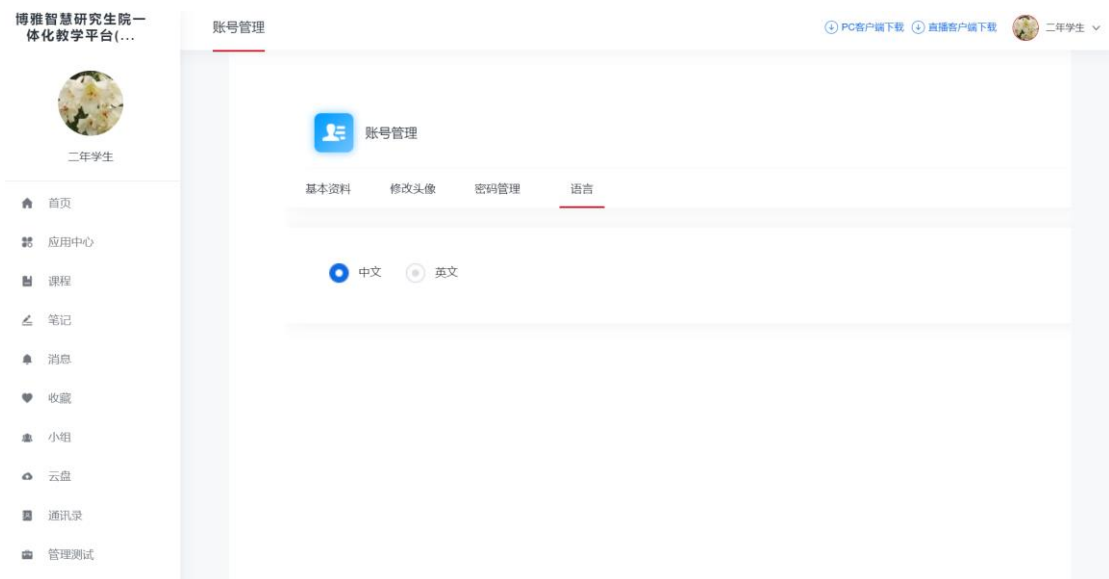 博雅智慧研究生院一
体化教学平台(...
二年学生
首页
应用中心
课程
笔记
消息
收藏
小组
云盘
通讯录
管理测试
账号管理
PC客户端下载 直播客户端下载 二年学生
账号管理
基本资料 修改头像 密码管理 语言
中文 英文